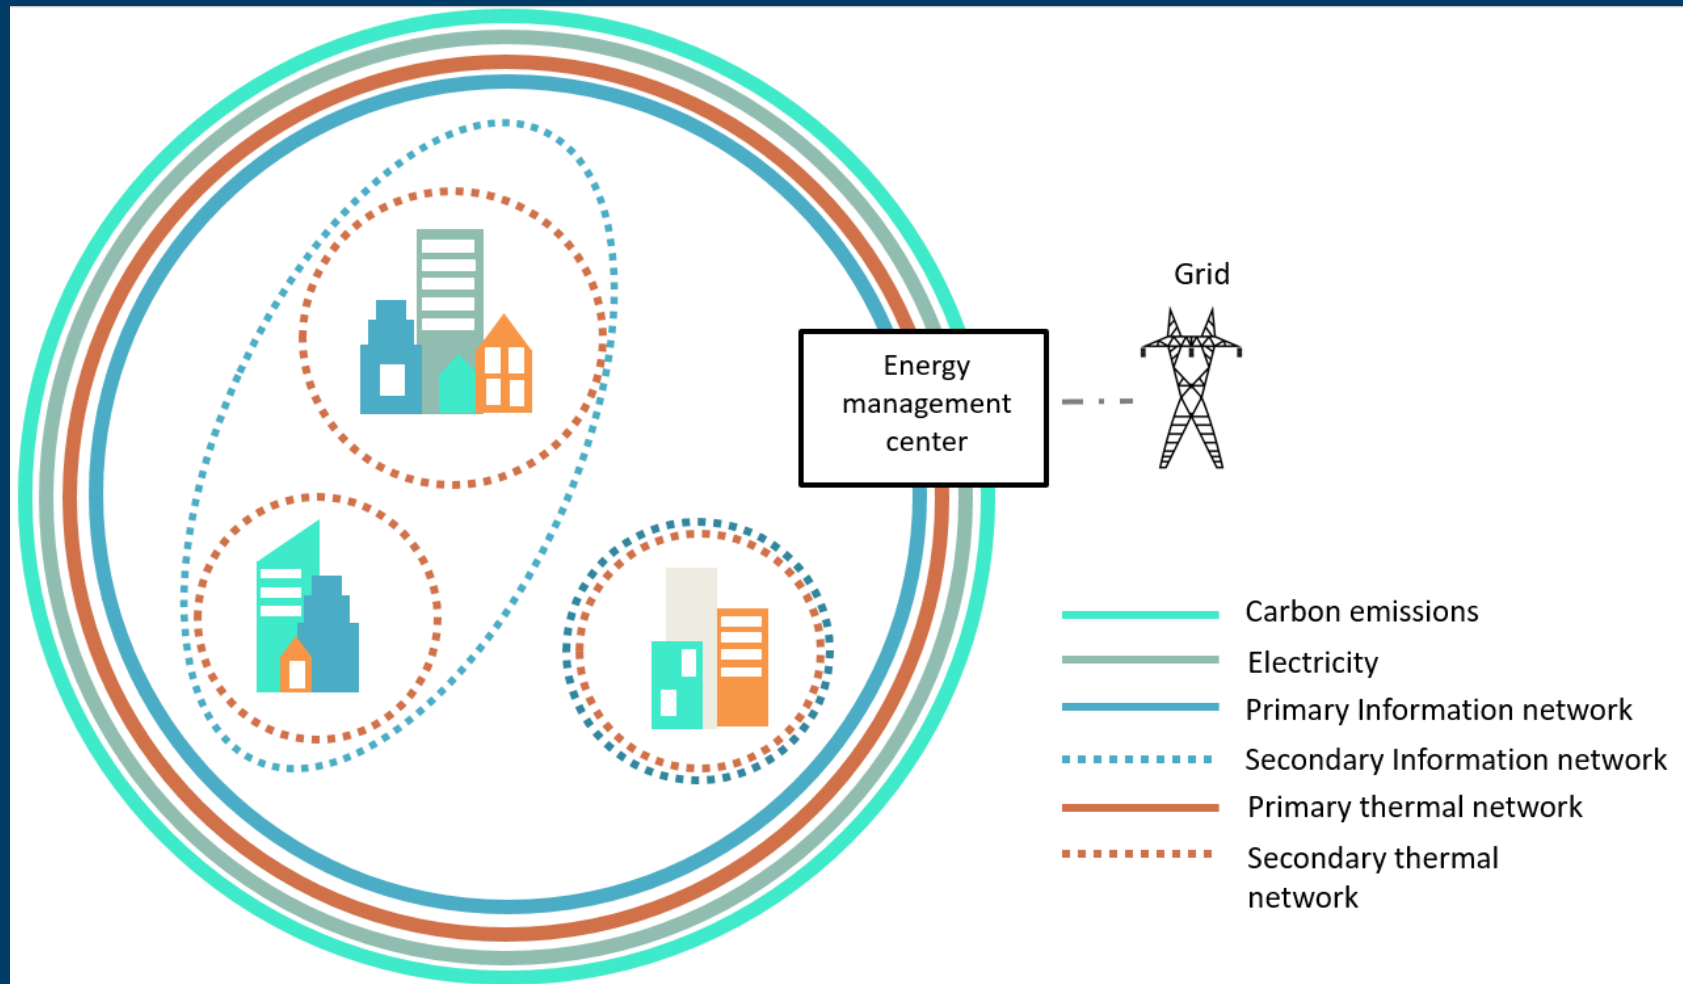 Grid
Energy
management
center
Carbon emissions
Electricity
Primary Information network
Secondary Information network
Primary thermal network
Secondary thermal
network